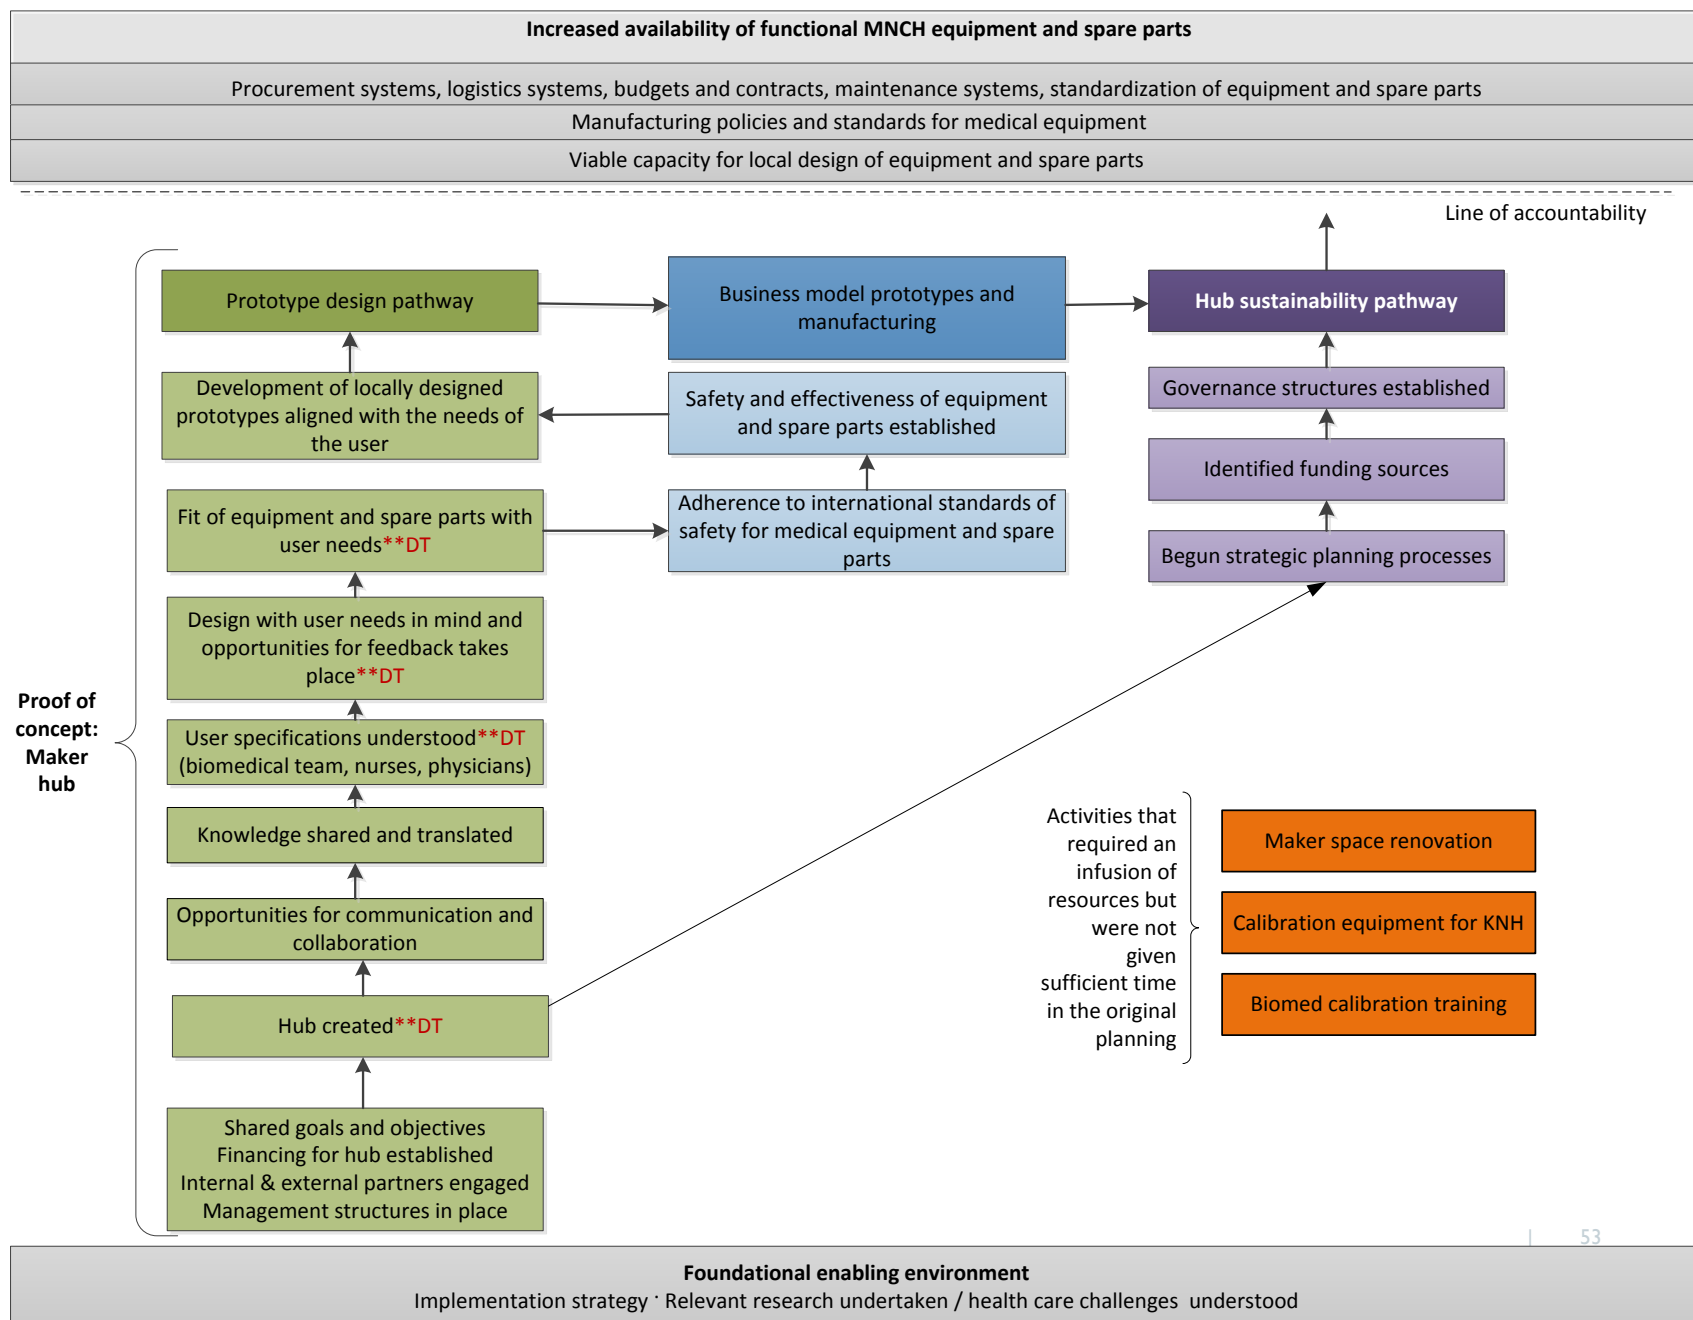 Increased availability of functional MNCH equipment and spare parts
Procurement systems, logistics systems, budgets and contracts, maintenance systems, standardization of equipment and spare parts
Manufacturing policies and standards for medical equipment
Viable capacity for local design of equipment and spare parts
Line of accountability
Prototype design pathway
Business model prototypes and
manufacturing
Hub sustainability pathway
Development of locally designed
prototypes aligned with the needs of
the user
Safety and effectiveness of equipment
and spare parts established
Governance structures established
Identified funding sources
Fit of equipment and spare parts with
user needs**DT
Adherence to international standards of
safety for medical equipment and spare
parts
Begun strategic planning processes
Design with user needs in mind and
opportunities for feedback takes
place**DT
Proof of
concept:
Maker
hub
User specifications understood**DT
(biomedical team, nurses, physicians)
Knowledge shared and translated
Opportunities for communication and
collaboration
Hub created**DT
Shared goals and objectives
Financing for hub established
Internal & external partners engaged
Management structures in place
Activities that
required an
infusion of
resources but
were not
given
sufficient time
in the original
planning
Maker space renovation
Calibration equipment for KNH
Biomed calibration training
| 53
Foundational enabling environment
Implementation strategy · Relevant research undertaken / health care challenges understood